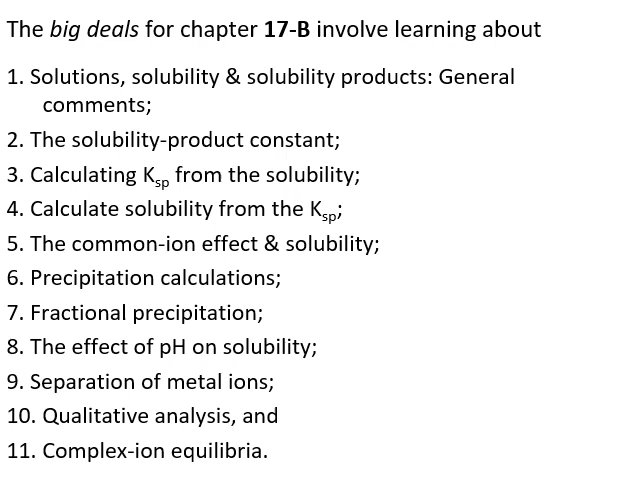 The big deals for chapter 17-B involve learning about
1. Solutions, solubility & solubility products: General
comments;
2. The solubility-product constant;
3. Calculating Ksp from the solubility;
4. Calculate solubility from the Ksp;
5. The common-ion effect & solubility;
6. Precipitation calculations;
7. Fractional precipitation;
8. The effect of pH on solubility;
9. Separation of metal ions;
10. Qualitative analysis, and
11. Complex-ion equilibria.